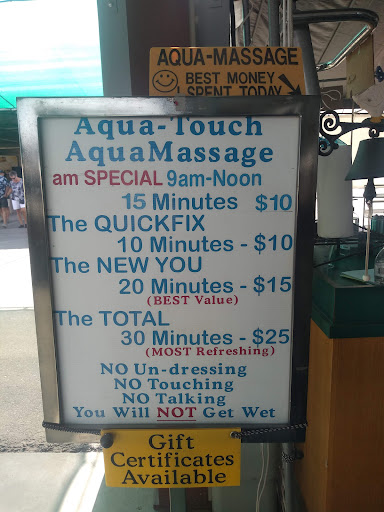 AQUA-MASSAGE
BEST MONEY
I SPENT TODAY
Aqua-Touch
AquaMassage
am SPECIAL 9am-Noon
15 Minutes $10
The QUICKFIX
10 Minutes - $10
The NEW YOU
20 Minutes - $15
(BEST Value)
The TOTAL
30 Minutes - $25
(MOST Refreshing)
NO Un-dressing
NO Touching
NO Talking
You Will NOT Get Wet
Gift
Certificates
Available